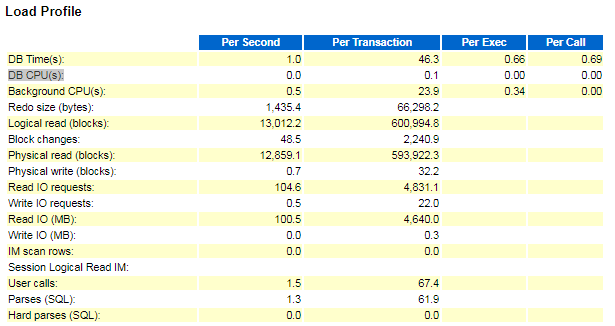 Load Profile
Per Second Per Transaction Per Exec Per Call
DB Time(s): 1.0 46.3 0.66 0.69
DB CPU(s): 0.0 0.1 0.00 0.00
Background CPU(s): 0.5 23.9 0.34 0.00
Redo size (bytes): 1,435.4 66,298.2
Logical read (blocks): 13,012.2 600,994.8
Block changes: 48.5 2,240.9
Physical read (blocks): 12,859.1 593,922.3
Physical write (blocks): 0.7 32.2
Read IO requests: 104.6 4,831.1
Write IO requests: 0.5 22.0
Read IO (MB): 100.5 4,640.0
Write IO (MB): 0.0 0.3
IM scan rows: 0.0 0.0
Session Logical Read IM:
User calls: 1.5 67.4
Parses (SQL): 1.3 61.9
Hard parses (SQL): 0.0 0.0